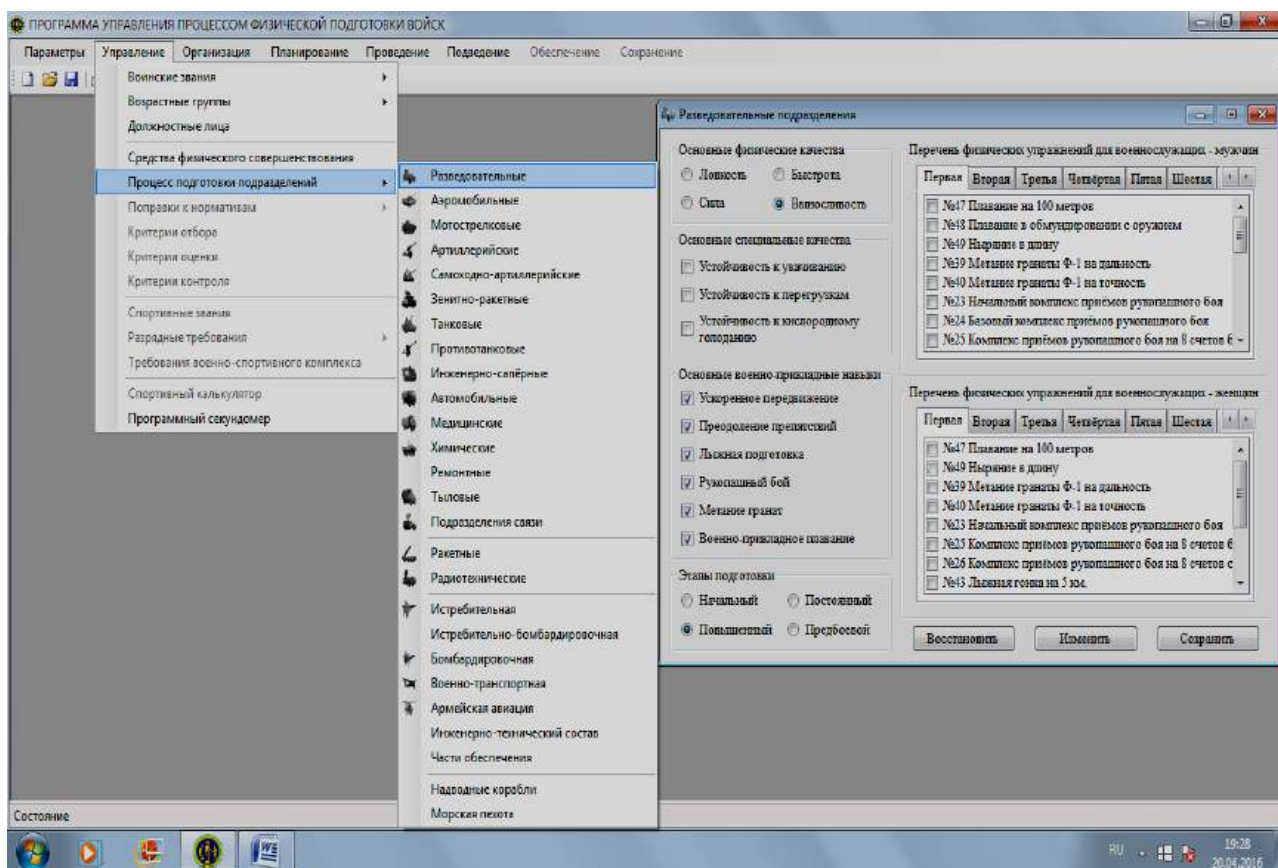 ПРОГРАММА УПРАВЛЕНИЯ ПРОЦЕССОМ ФИЗИЧЕСКОЙ ПОДГОТОВКИ ВОЙСК
Параметры Управление Организация Планирование Проведение Подведение Обеспечение Сохранение
Воинские звания
Возрастные группы
Должностные лица
Средства физического совершенствования
Процесс подготовки подразделений
Поправки к нормативам
Критерии отбора
Критерии оценки
Критерии контроля
Спортивные звания
Разрядные требования
Требования военно-спортивного комплекса
Спортивный калькулятор
Программный секундомер
Разведовательные
Аэромобильные
Мотострелковые
Артиллерийские
Самоходно-артиллерийские
Зенитно-ракетные
Танковые
Противотанковые
Инженерно-сапёрные
Автомобильные
Медицинские
Химические
Ремонтные
Тыловые
Подразделения связи
Ракетные
Радиотехнические
Истребительная
Истребительно-бомбардировочная
Бомбардировочная
Военно-транспортная
Армейская авиация
Инженерно-технический состав
Части обеспечения
Надводные корабли
Морская пехота
Разведовательные подразделения
Основные физические качества
Ловкость Быстрота
Сила Выносливость
Основные специальные качества
Устойчивость к укачиванию
Устойчивость к перегрузкам
Устойчивость к кислородному
голоданию
Основные военно-прикладные навыки
Ускоренное передвижение
Преодоление препятствий
Лыжная подготовка
Рукопашный бой
Метание гранат
Военно-прикладное плавание
Этапы подготовки
Начальный Постоянный
Повышенный Предбоевой
Перечень физических упражнений для военнослужащих - мужчин
Первая Вторая Третья Четвёртая Пятая Шестая
№47 Плавание на 100 метров
№48 Плавание в обмундировании с оружием
№49 Ныряние в длину
№39 Метание гранаты Ф-1 на дальность
№40 Метание гранаты Ф-1 на точность
№23 Начальный комплекс приёмов рукопашного боя
№24 Базовый комплекс приёмов рукопашного боя
№25 Комплекс приёмов рукопашного боя на 8 счетов б
Перечень физических упражнений для военнослужащих - женщин
Первая Вторая Третья Четвёртая Пятая Шестая
№47 Плавание на 100 метров
№49 Ныряние в длину
№39 Метание гранаты Ф-1 на дальность
№40 Метание гранаты Ф-1 на точность
№23 Начальный комплекс приёмов рукопашного боя
№25 Комплекс приёмов рукопашного боя на 8 счетов б
№26 Комплекс приёмов рукопашного боя на 8 счетов с
№43 Лыжная гонка на 5 км.
Восстановить Изменить Сохранить
Состояние
RU
19:28
20.04.2016